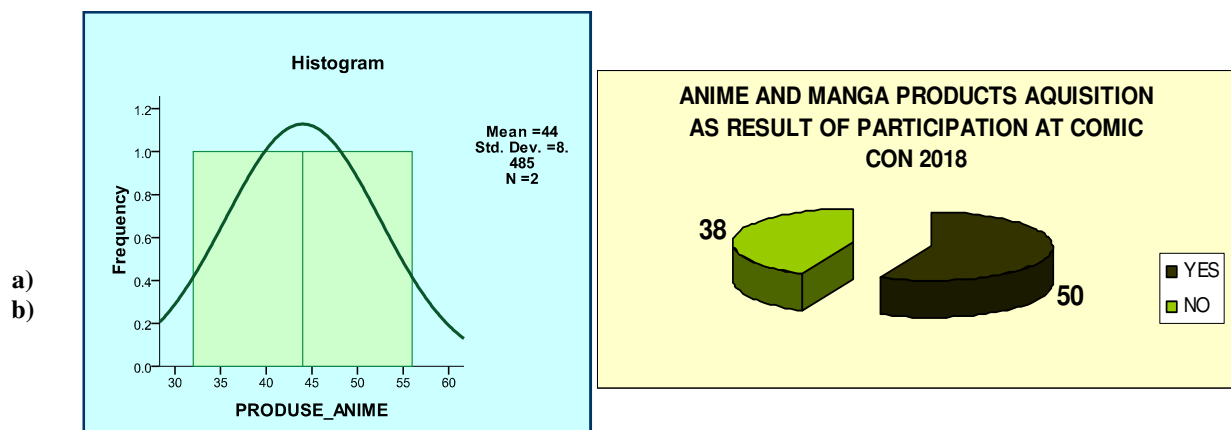 a)
b)
Histogram
Mean =44
Std. Dev. =8.
485
N =2
Frequency
1.2
1.0
0.8
0.6
0.4
0.2
0.0
30 35 40 45 50 55 60
PRODUSE_ANIME
ANIME AND MANGA PRODUCTS AQUISITION
AS RESULT OF PARTICIPATION AT COMIC
CON 2018
38
50
YES
NO